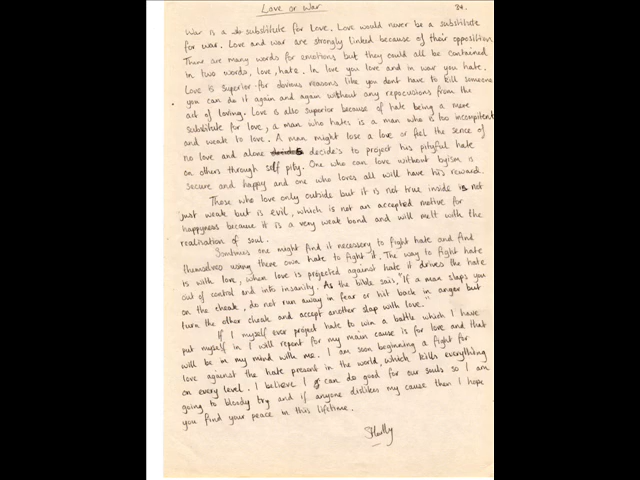 Love or War
24.
War is a substitute for Love. Love would never be a substitute
for war. Love and war are strongly linked because of their opposition
There are many words for emotions but they could all be contained
in two words, love, hate. In love you love and in war you hate.
Love is superior for obvious reasons like you dont have to kill someone
you can do it again and again without any repocussions from the
act of loving. Love is also superior because of hate being a mere
substitute for love, a man who hates is a man who is too incompitent
and weak to love. A man might lose a love or feel the sence of
no love and alone decide's to project his pityful hate
on others through self pity. One who can love without is
secure and happy and one who loves all will have his reward.
Those who love only outside but it is not true inside is not
just weak but is evil, which is not an accepted motive for
happyness because it is a very weak bond and will melt with the
realisation of soul.
Somtimes one might find it necessary to fight hate and find
themselves using there own hate to fight it. The way to fight hate
is with love, when love is projected against hate it drives the hate
out of control and into insanity. As the bible said, "If a man slaps you
on the cheak, do not run away in fear or hit back in anger but
turn the other cheak and accept another slap with love."
If I myself ever project hate to win a battle which I have
put myself in I will repent for my main cause is for love and that
will be in my mind with me. I am soon beginning a fight for
love against the hate present in the world, which kills everything
on every level. I believe I can do good for our souls so I am
going to bloody try and if anyone dislikes my cause then I hope
you find your peace in this lifetime.